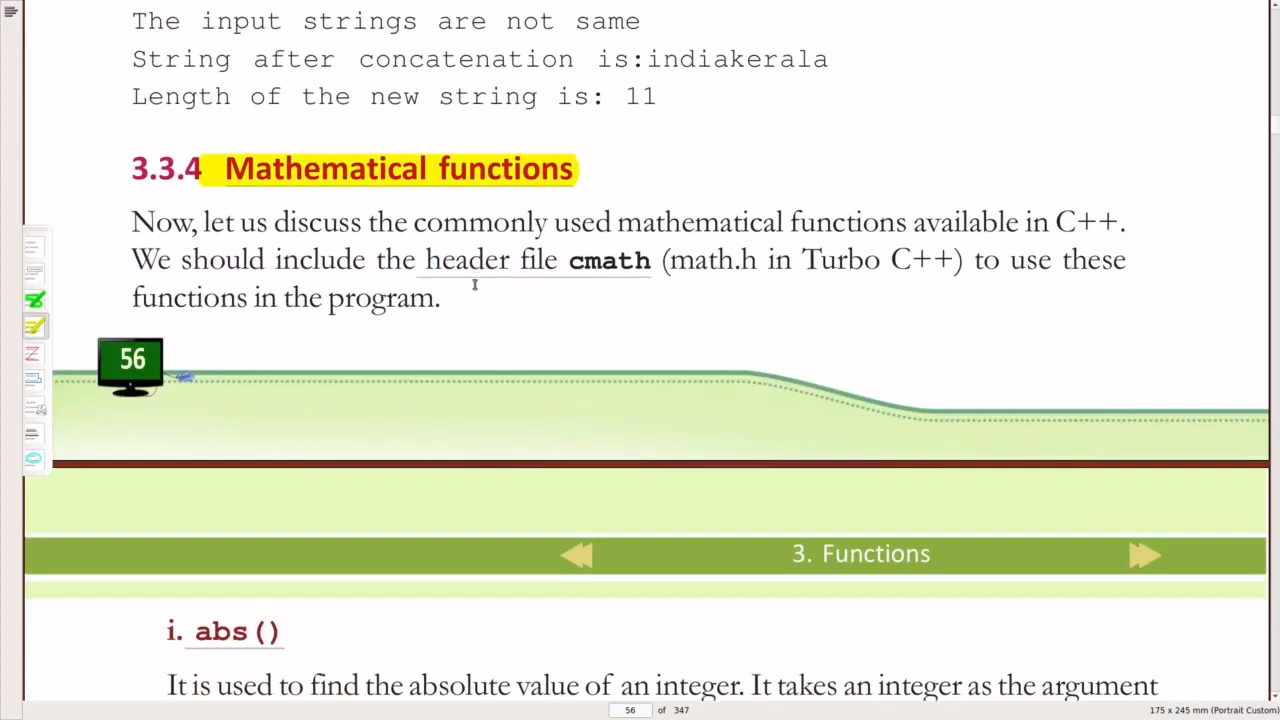 The input strings are not same
String after concatenation is:indiakerala
Length of the new string is: 11
3.3.4 Mathematical functions
Now, let us discuss the commonly used mathematical functions available in C++.
We should include the header file cmath (math.h in Turbo C++) to use these
functions in the program.
56
3. Functions
i. abs()
It is used to find the absolute value of an integer. It takes an integer as the argument
56 of 347
175 x 245 mm (Portrait Custom)